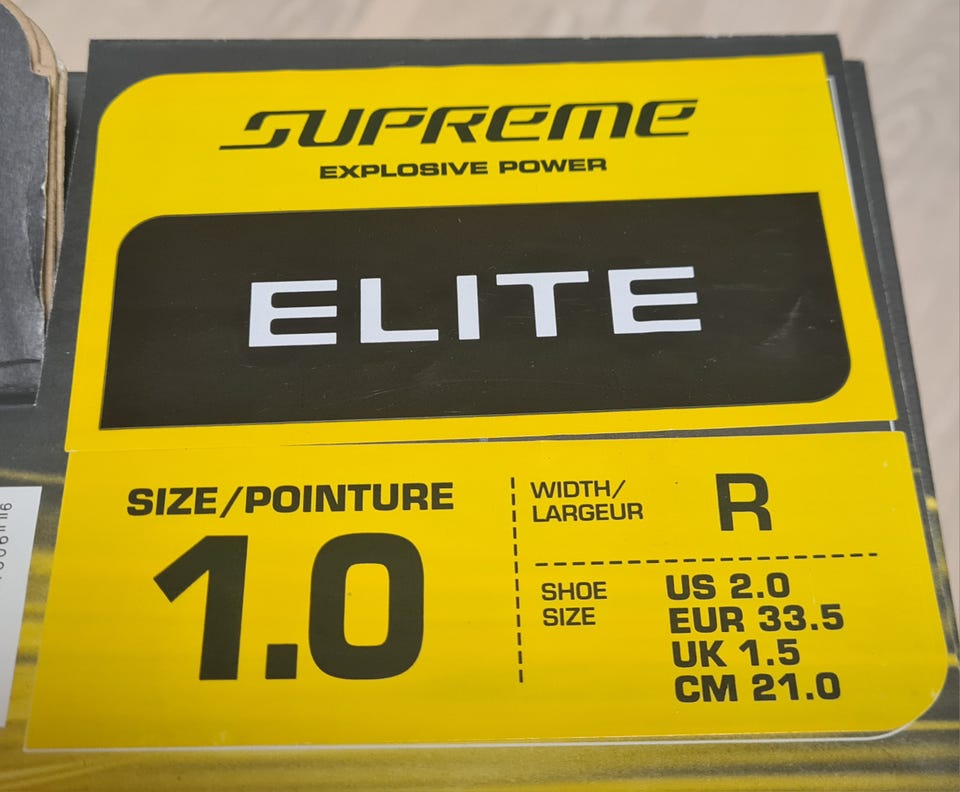 SUPREME
EXPLOSIVE POWER
ELITE
SIZE/POINTURE
1.0
WIDTH/
LARGEUR
R
SHOE
SIZE
US 2.0
EUR 33.5
UK 1.5
CM 21.0